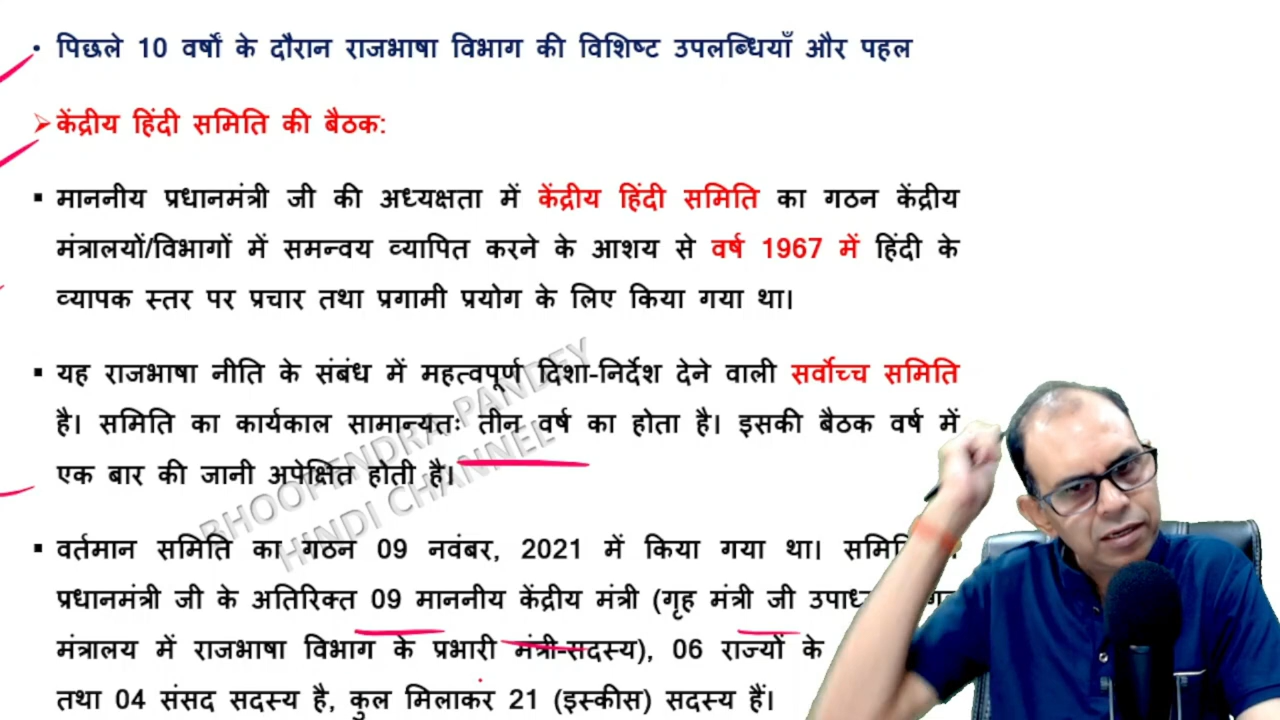 • पिछले 10 वर्षों के दौरान राजभाषा विभाग की विशिष्ट उपलब्धियाँ और पहल
➢ केंद्रीय हिंदी समिति की बैठक:
▪ माननीय प्रधानमंत्री जी की अध्यक्षता में केंद्रीय हिंदी समिति का गठन केंद्रीय
मंत्रालयों/विभागों में समन्वय व्यापित करने के आशय से वर्ष 1967 में हिंदी के
व्यापक स्तर पर प्रचार तथा प्रगामी प्रयोग के लिए किया गया था।
▪ यह राजभाषा नीति के संबंध में महत्वपूर्ण दिशा-निर्देश देने वाली सर्वोच्च समिति
है। समिति का कार्यकाल सामान्यतः तीन वर्ष का होता है। इसकी बैठक वर्ष में
एक बार की जानी अपेक्षित होती है।
▪ वर्तमान समिति का गठन 09 नवंबर, 2021 में किया गया था।
प्रधानमंत्री जी के अतिरिक्त 09 माननीय केंद्रीय मंत्री (गृह मंत्री जी
मंत्रालय में राजभाषा विभाग के प्रभारी मंत्री-सदस्य), 06 राज्यों के
तथा 04 संसद सदस्य है, कुल मिलाकर 21 (इक्कीस) सदस्य हैं।
BHOOPENDRA PANDEY
HINDI CHANNEL